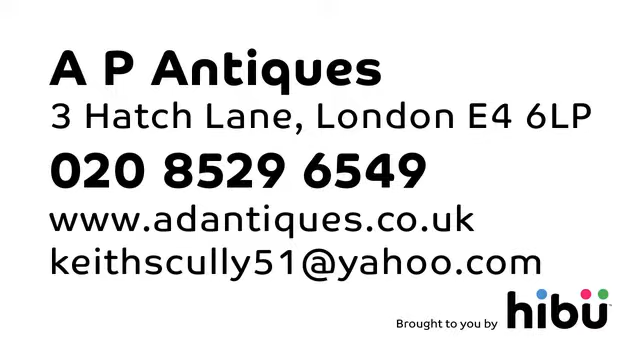 A P Antiques
3 Hatch Lane, London E4 6LP
020 8529 6549
www.adantiques.co.uk
keithscully51@yahoo.com
Brought to you by hibü